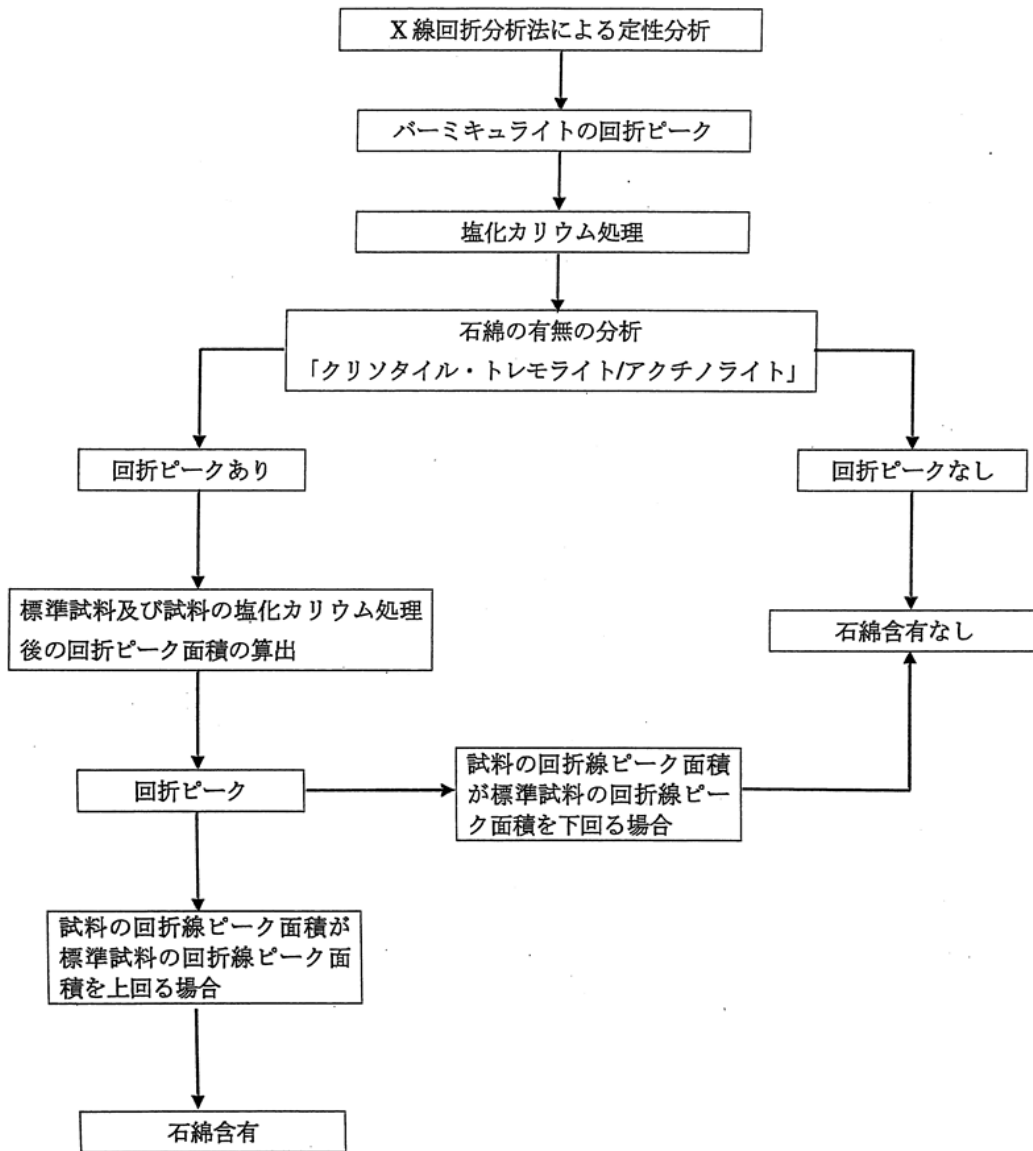 X線回折分析法による定性分析
バーミキュライトの回折ピーク
塩化カリウム処理
石綿の有無の分析
「クリソタイル・トレモライト/アクチノライト」
回折ピークあり
回折ピークなし
標準試料及び試料の塩化カリウム処理
後の回折ピーク面積の算出
石綿含有なし
回折ピーク
試料の回折線ピーク面積
が標準試料の回折線ピー
ク面積を下回る場合
試料の回折線ピーク面積が
標準試料の回折線ピーク面
積を上回る場合
石綿含有